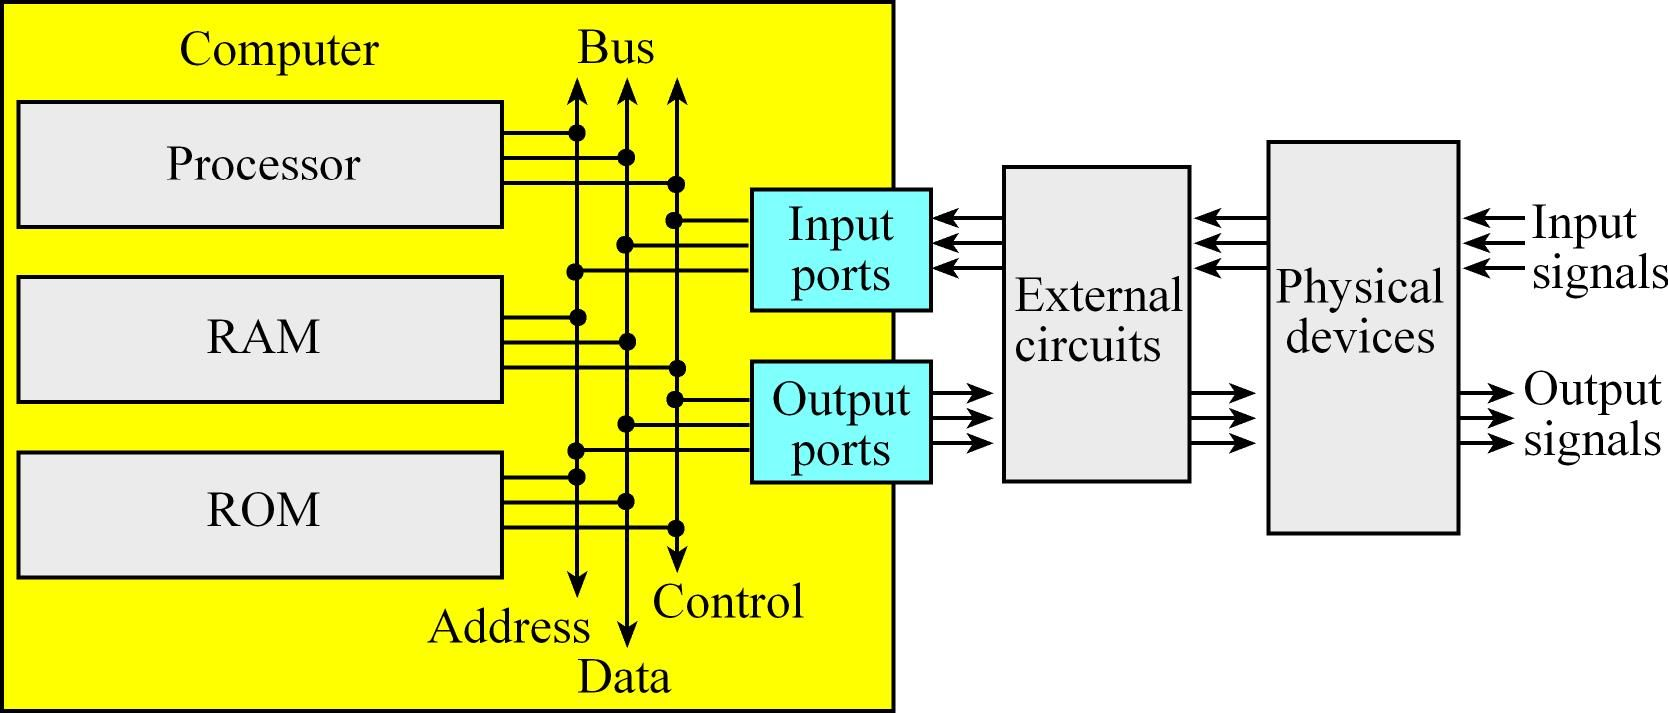 Computer
Bus
Processor
RAM
ROM
Address
Data
Control
Input
ports
Output
ports
External
circuits
Physical
devices
Input
signals
Output
signals